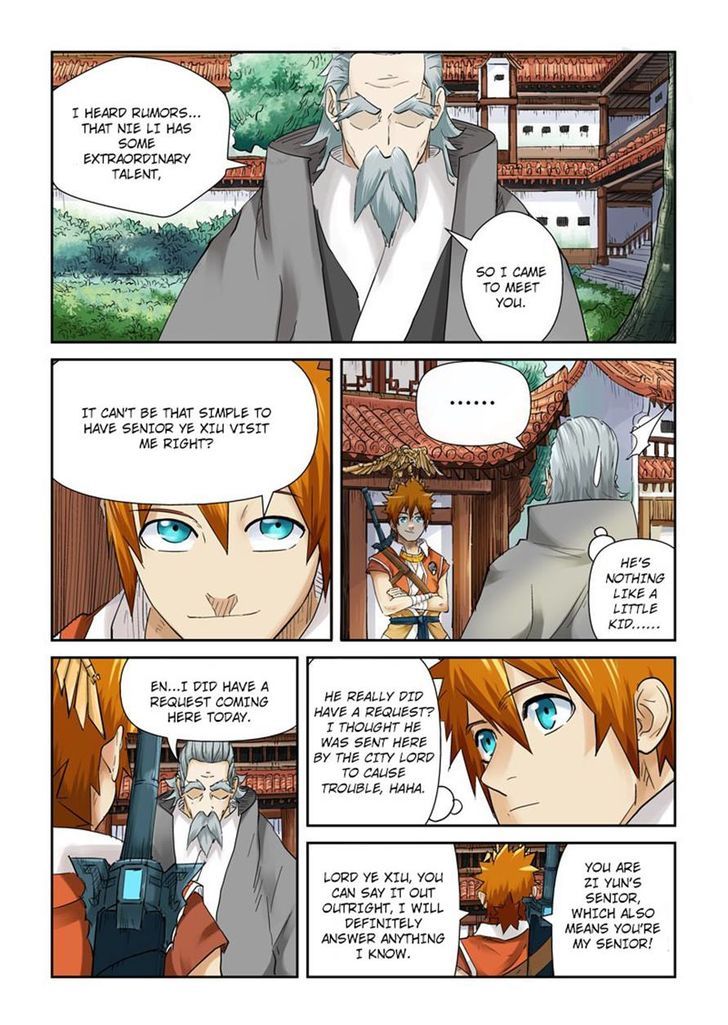 I HEARD RUMORS...
THAT NIE LI HAS
SOME
EXTRAORDINARY
TALENT,
SO I CAME
TO MEET
YOU.
IT CAN'T BE THAT SIMPLE TO
HAVE SENIOR YE XIU VISIT
ME RIGHT?
......
HE'S
NOTHING
LIKE A
LITTLE
KID......
EN...I DID HAVE A
REQUEST COMING
HERE TODAY.
HE REALLY DID
HAVE A REQUEST?
I THOUGHT HE
WAS SENT HERE
BY THE CITY LORD
TO CAUSE
TROUBLE, HAHA.
LORD YE XIU, YOU
CAN SAY IT OUT
OUTRIGHT, I WILL
DEFINITELY
ANSWER ANYTHING
I KNOW.
YOU ARE
ZI YUN'S
SENIOR,
WHICH ALSO
MEANS YOU'RE
MY SENIOR!